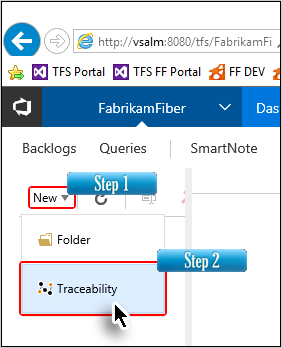 http://vsalm:8080/tfs/FabrikamFi
TFS Portal TFS FF Portal FF DEV
FabrikamFiber Das
Backlogs Queries SmartNote
Step 1
New
Folder
Step 2
Traceability